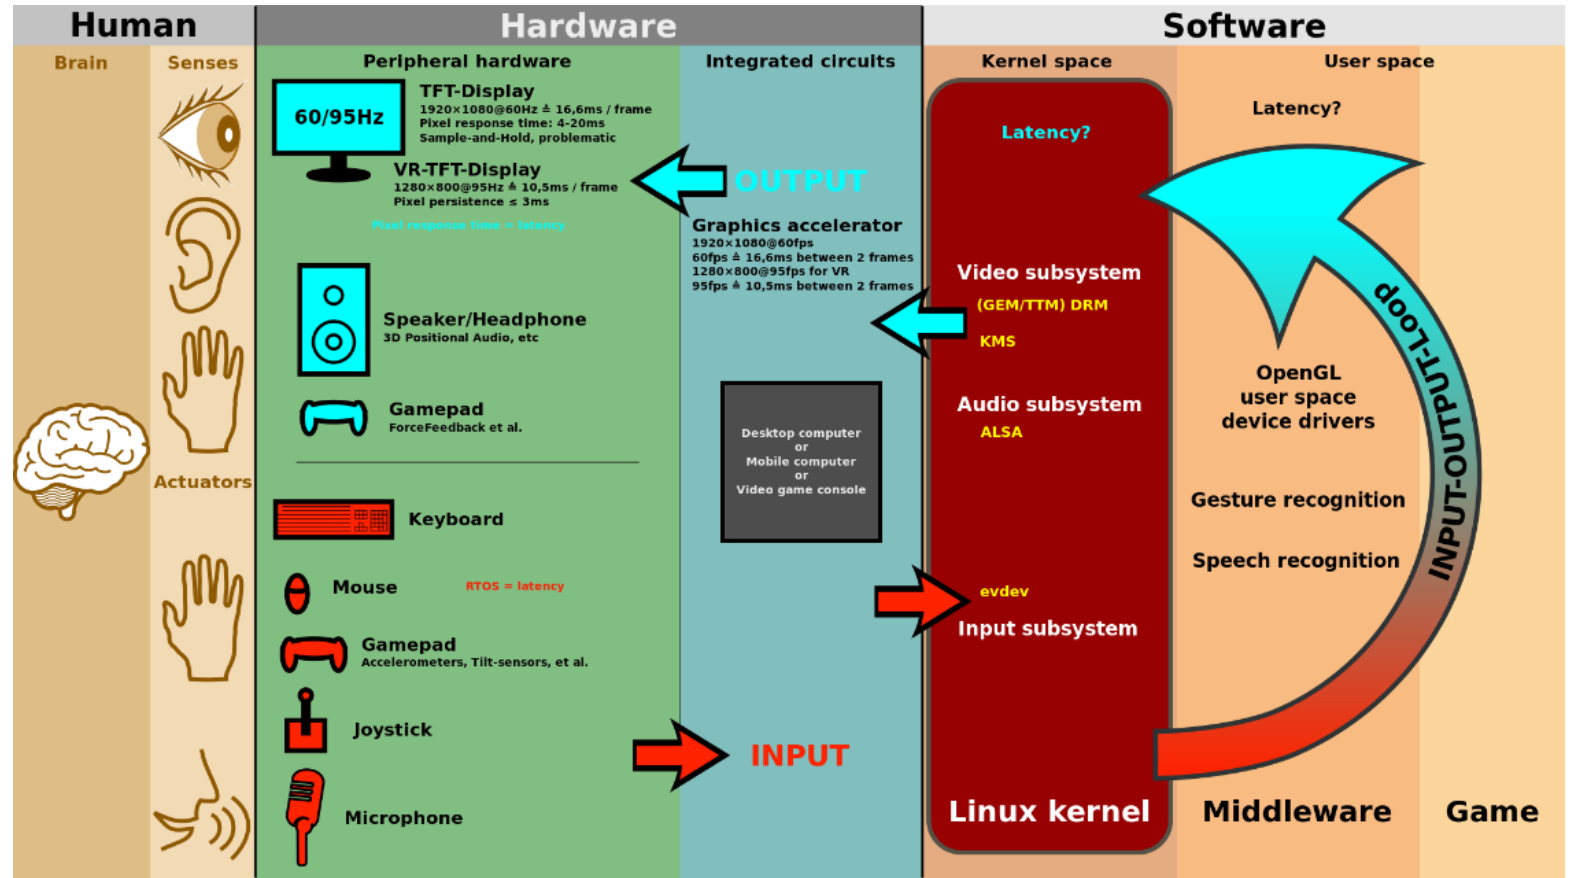 Human
Hardware
Software
Brain
Senses
Peripheral hardware
Integrated circuits
Kernel space
User space
60/95Hz
TFT-Display
1920×1080@60Hz ≙ 16,6ms / frame
Pixel response time: 4-20ms
Sample-and-Hold, problematic
VR-TFT-Display
1280×800@95Hz ≙ 10,5ms / frame
Pixel persistence ≤ 3ms
Pixel response time = latency
Speaker/Headphone
3D Positional Audio, etc
Gamepad
ForceFeedback et al.
Actuators
Keyboard
Mouse
RTOS = latency
Gamepad
Accelerometers, Tilt-sensors, et al.
Joystick
Microphone
OUTPUT
Graphics accelerator
1920×1080@60fps
60fps ≙ 16,6ms between 2 frames
1280×800@95fps for VR
95fps ≙ 10,5ms between 2 frames
Desktop computer
or
Mobile computer
or
Video game console
INPUT
Latency?
Video subsystem
(GEM/TTM) DRM
KMS
Audio subsystem
ALSA
evdev
Input subsystem
Linux kernel
Latency?
OpenGL
user space
device drivers
Gesture recognition
Speech recognition
INPUT-OUTPUT-Loop
Middleware
Game